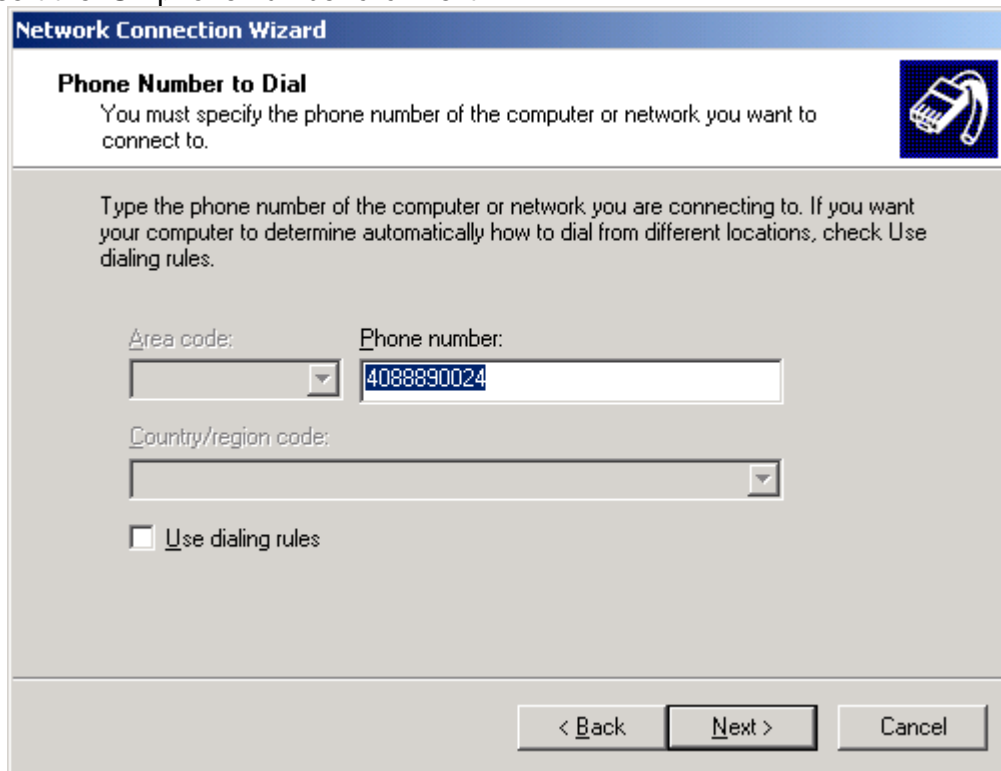 Network Connection Wizard
Phone Number to Dial
You must specify the phone number of the computer or network you want to
connect to.
Type the phone number of the computer or network you are connecting to. If you want
your computer to determine automatically how to dial from different locations, check Use
dialing rules.
Area code: Phone number:
4088890024
Country/region code:
Use dialing rules
< Back Next > Cancel